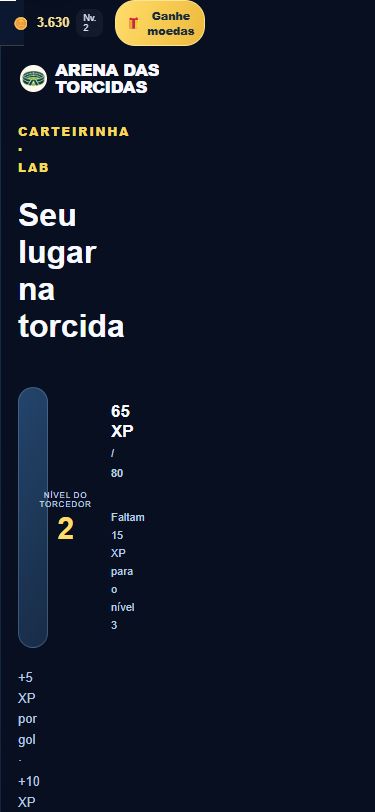 3.630
Nv.
2
Ganhe
moedas
ARENA DAS
TORCIDAS
CARTEIRINHA
·
LAB
Seu
lugar
na
torcida
NÍVEL DO
TORCEDOR
2
65
XP
/
80
Faltam
15
XP
para
o
nível
3
+5
XP
por
gol
·
+10
XP